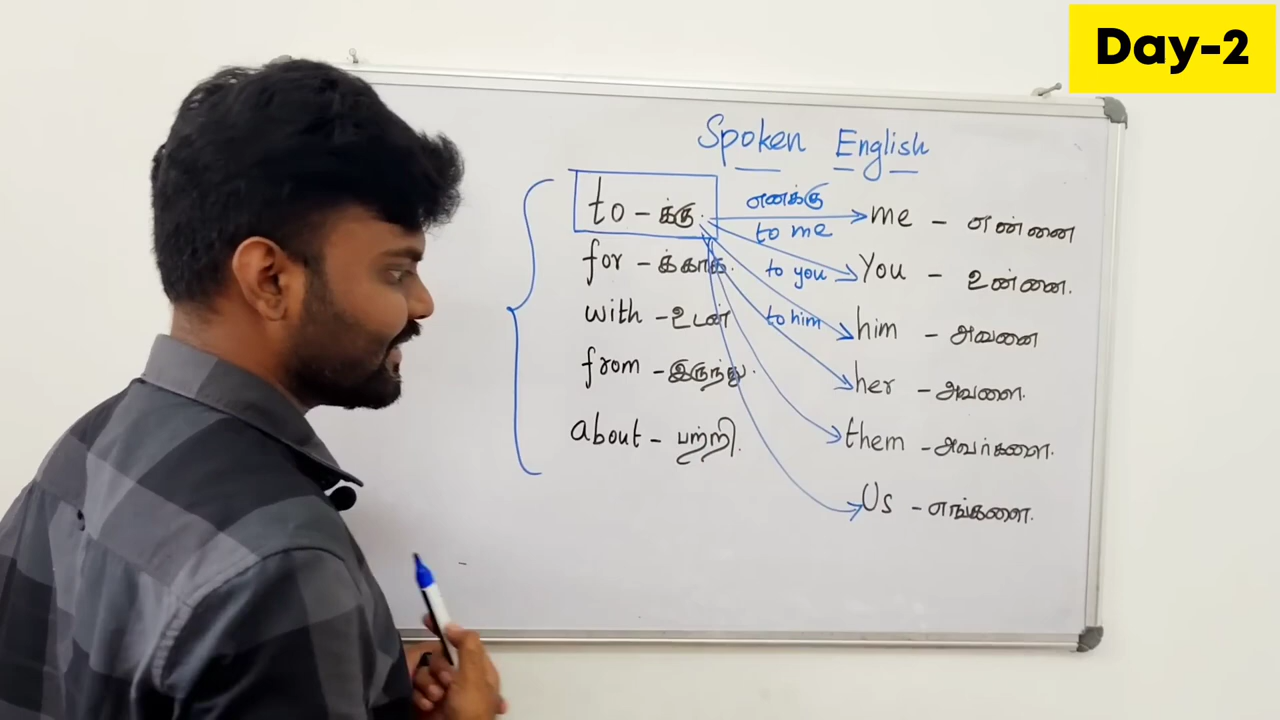 Day-2
Spoken English
to - க்கு. எனக்கு to me me - என்னை
for - க்காக. to you You - உன்னை.
with - உடன் to him him - அவனை
from - இருந்து. her - அவளை.
about - பற்றி. them - அவர்களை.
Us - எங்களை.